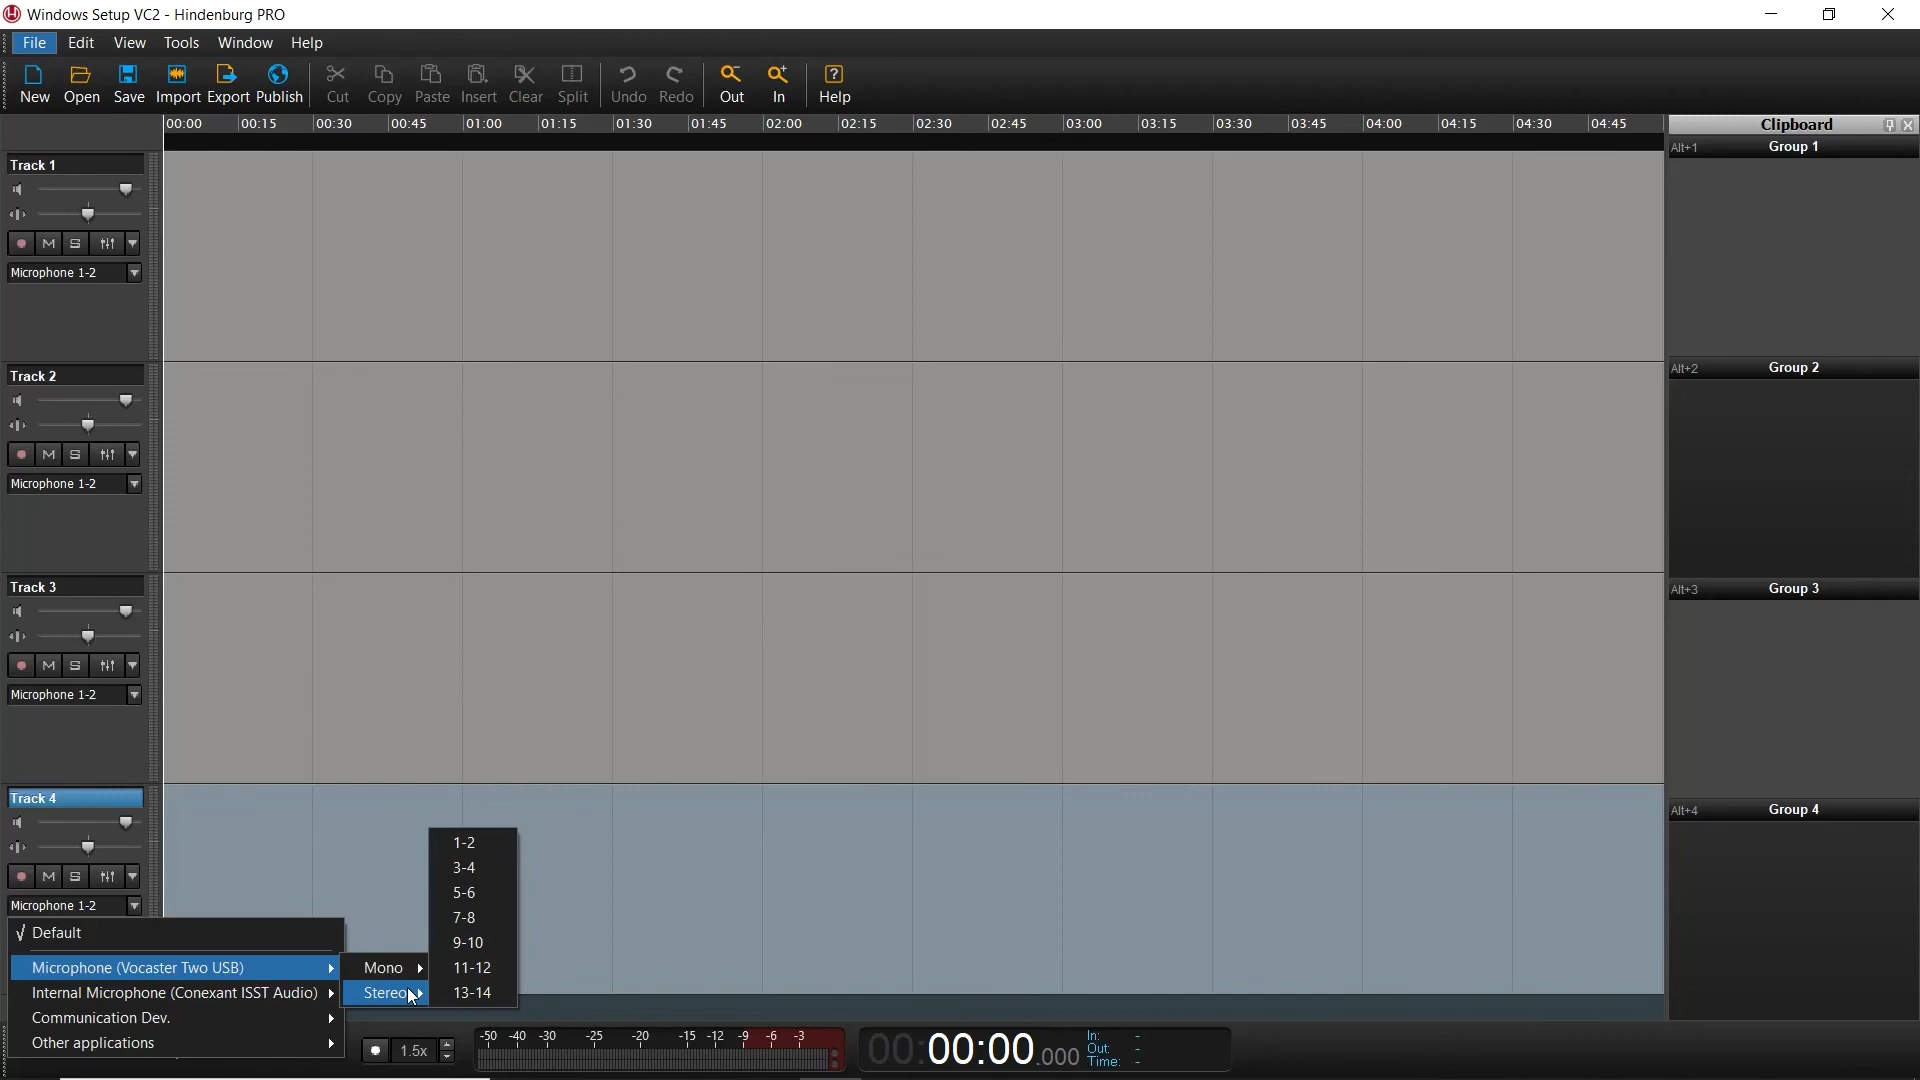 Windows Setup VC2 - Hindenburg PRO
File Edit View Tools Window Help
New Open Save Import Export Publish Cut Copy Paste Insert Clear Split Undo Redo Out In Help
00:00 00:15 00:30 00:45 01:00 01:15 01:30 01:45 02:00 02:15 02:30 02:45 03:00 03:15 03:30 03:45 04:00 04:15 04:30 04:45
Clipboard
Alt+1 Group 1
Track 1
M S
Microphone 1-2
Alt+2 Group 2
Track 2
M S
Microphone 1-2
Alt+3 Group 3
Track 3
M S
Microphone 1-2
Alt+4 Group 4
Track 4
M S
Microphone 1-2
√ Default
Microphone (Vocaster Two USB)
Internal Microphone (Conexant ISST Audio)
Communication Dev.
Other applications
Mono
Stereo
1-2
3-4
5-6
7-8
9-10
11-12
13-14
1.5x
-50 -40 -30 -25 -20 -15 -12 -9 -6 -3
00:00:00.000
In: -
Out: -
Time: -